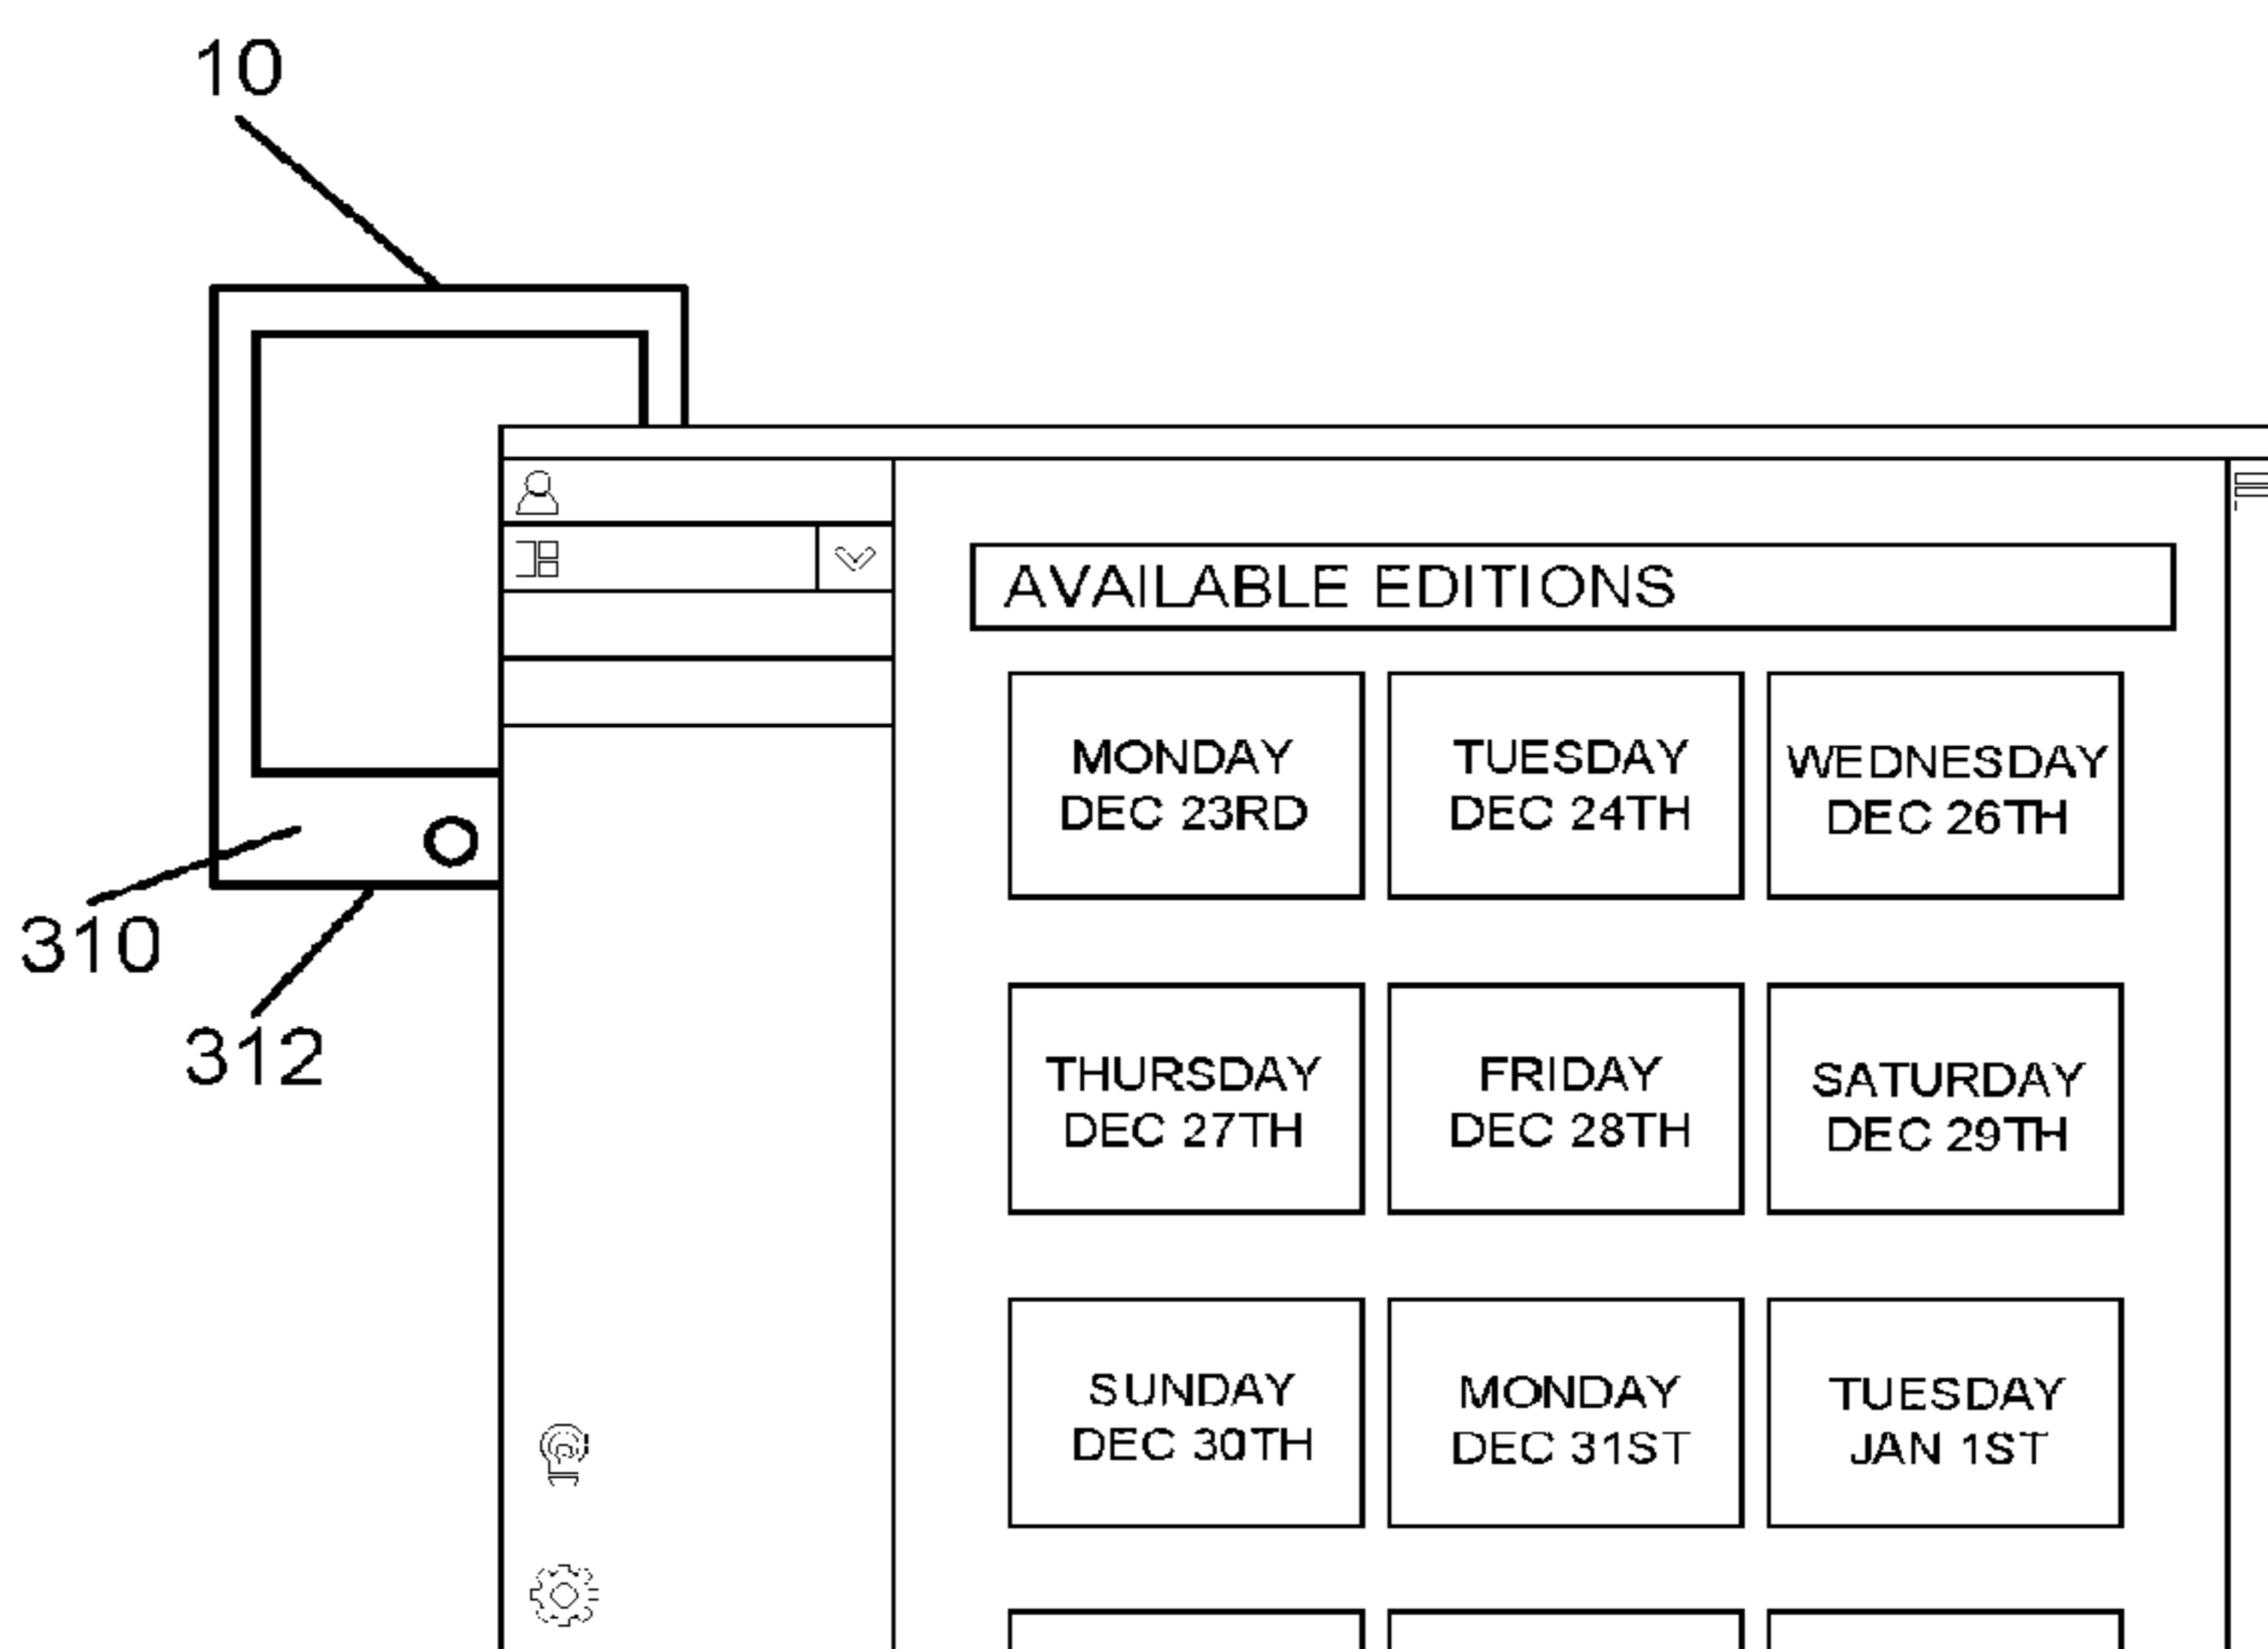 10
AVAILABLE EDITIONS
MONDAY
DEC 23RD
TUESDAY
DEC 24TH
WEDNESDAY
DEC 26TH
310
312
THURSDAY
DEC 27TH
FRIDAY
DEC 28TH
SATURDAY
DEC 29TH
SUNDAY
DEC 30TH
MONDAY
DEC 31ST
TUESDAY
JAN 1ST